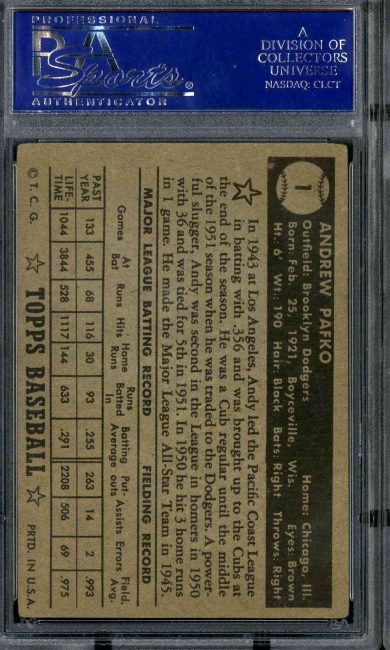 PROFESSIONAL
PSA
Sports
®
AUTHENTICATOR
A
DIVISION OF
COLLECTORS
UNIVERSE
NASDAQ: CLCT
1
ANDREW PAFKO
Outfield: Brooklyn Dodgers Home: Chicago, Ill.
Born: Feb. 25, 1921, Boyceville, Wis. Eyes: Brown
Ht.: 6' Wt.: 190 Hair: Black Bats: Right Throws: Right
In 1943 at Los Angeles, Andy led the Pacific Coast League
in batting with .356 and was brought up to the Cubs at
the end of the season. He was a Cub regular until the middle
of the 1951 season when he was traded to the Dodgers. A power-
ful slugger, Andy was second in the League in homers in 1950
with 36 and was tied for 5th in 1951. In 1950 he hit 3 home runs
in 1 game. He made the Major League All-Star Team in 1945.
MAJOR LEAGUE BATTING RECORD FIELDING RECORD
Games At Bat Runs Hits Home Runs Runs Batted In Batting Average Put-outs Assists Errors Field. Avg.
PAST YEAR 133 455 68 116 30 93 .255 263 14 2 .993
LIFE-TIME 1044 3844 528 1117 144 633 .291 2208 506 69 .975
© T. C. G. ☆ TOPPS BASEBALL ☆ PRTD. IN U.S.A.